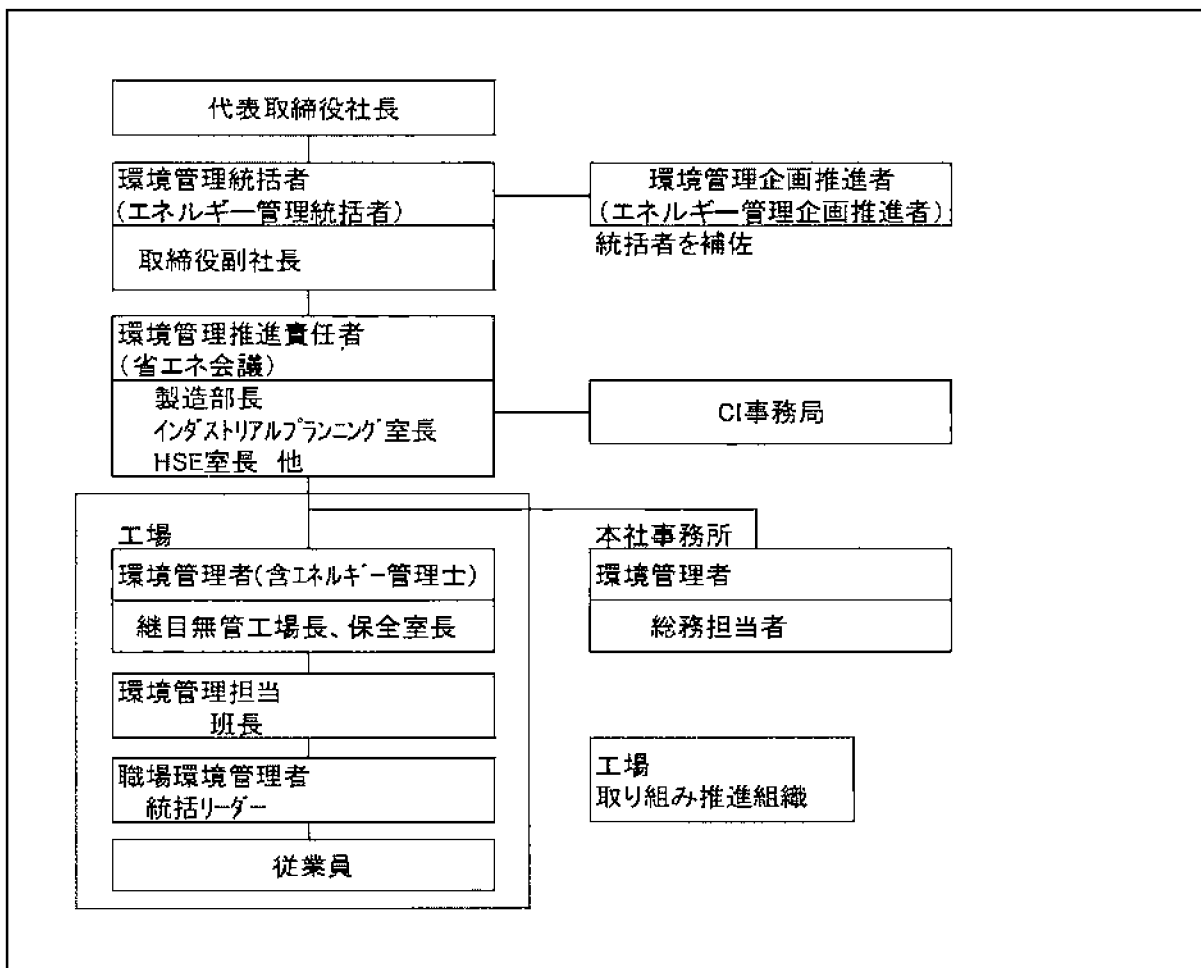 代表取締役社長
環境管理統括者
(エネルギー管理統括者)
取締役副社長
環境管理企画推進者
(エネルギー管理企画推進者)
統括者を補佐
環境管理推進責任者
(省エネ会議)
製造部長
インダストリアルプランニング室長
HSE室長 他
CI事務局
工場
環境管理者(含エネルギー管理士)
継目無管工場長、保全室長
本社事務所
環境管理者
総務担当者
環境管理担当
班長
職場環境管理者
統括リーダー
従業員
工場
取り組み推進組織